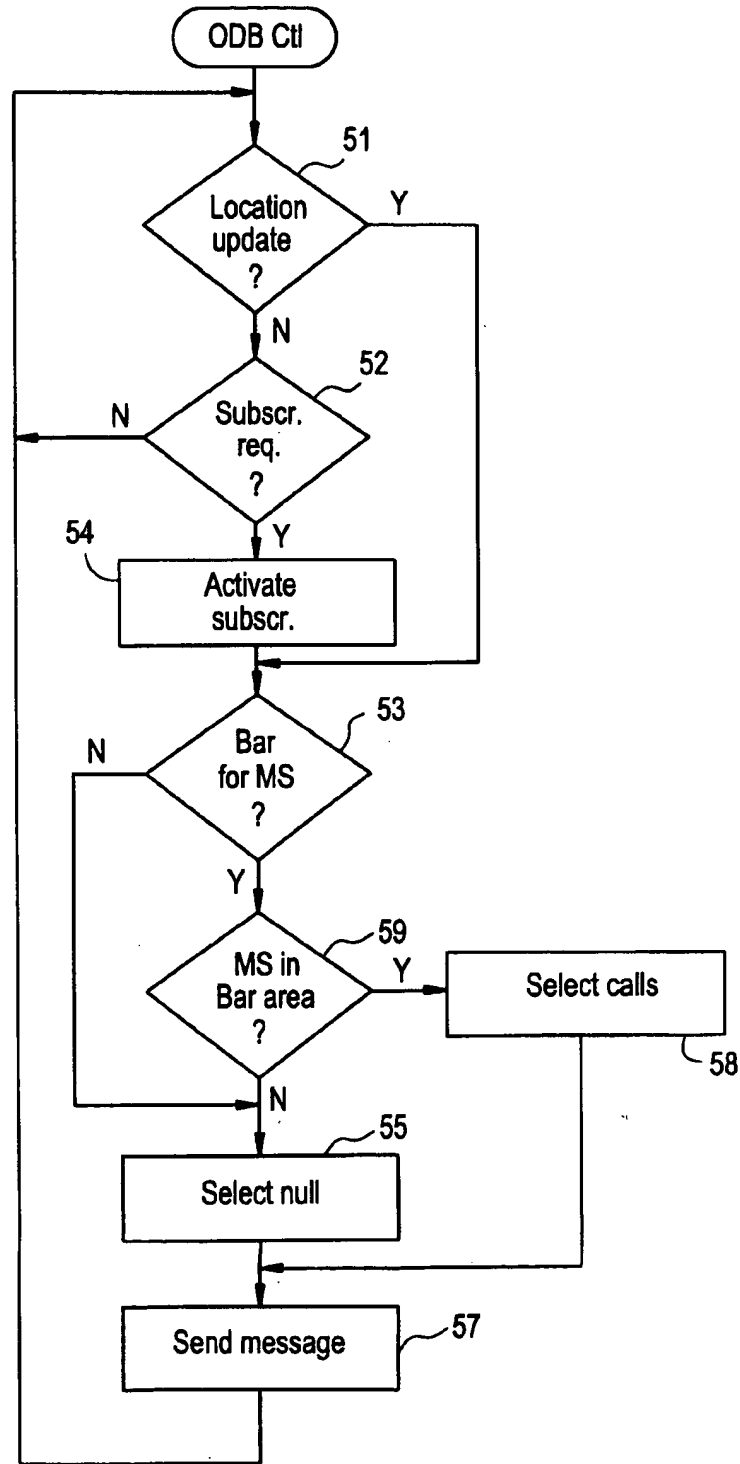 ODB Ctl
51
Location
update
?
Y
N
52
Subscr.
req.
?
N
Y
54
Activate
subscr.
53
Bar
for MS
?
N
Y
59
MS in
Bar area
?
Y
Select calls
58
N
55
Select null
Send message
57